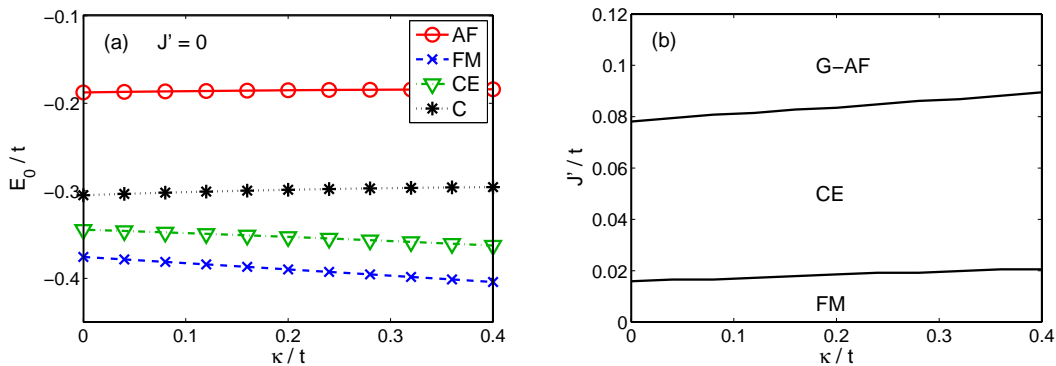 (a) J' = 0
AF
FM
CE
C
−0.1
−0.2
−0.3
−0.4
E0 / t
0 0.1 0.2 0.3 0.4
κ / t
(b)
G−AF
CE
FM
0.12
0.1
0.08
0.06
0.04
0.02
0
J' / t
0 0.1 0.2 0.3 0.4
κ / t